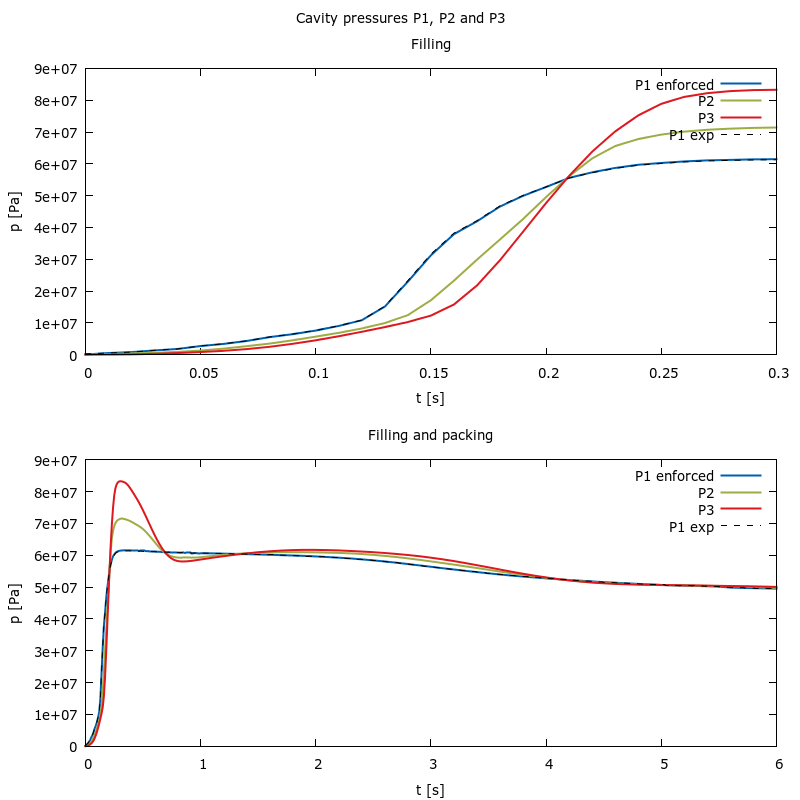 Cavity pressures P1, P2 and P3
Filling
9e+07
8e+07
7e+07
6e+07
5e+07
4e+07
3e+07
2e+07
1e+07
0
p [Pa]
P1 enforced
P2
P3
P1 exp
0 0.05 0.1 0.15 0.2 0.25 0.3
t [s]
Filling and packing
9e+07
8e+07
7e+07
6e+07
5e+07
4e+07
3e+07
2e+07
1e+07
0
p [Pa]
P1 enforced
P2
P3
P1 exp
0 1 2 3 4 5 6
t [s]